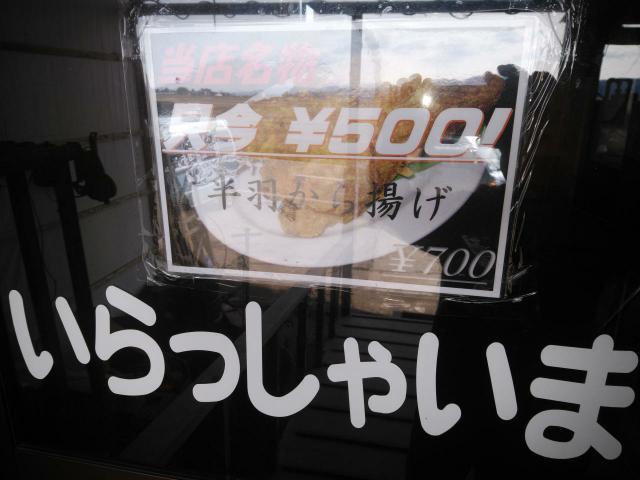 当店名物
只今 ¥500!
半羽から揚げ
¥700
いらっしゃいま